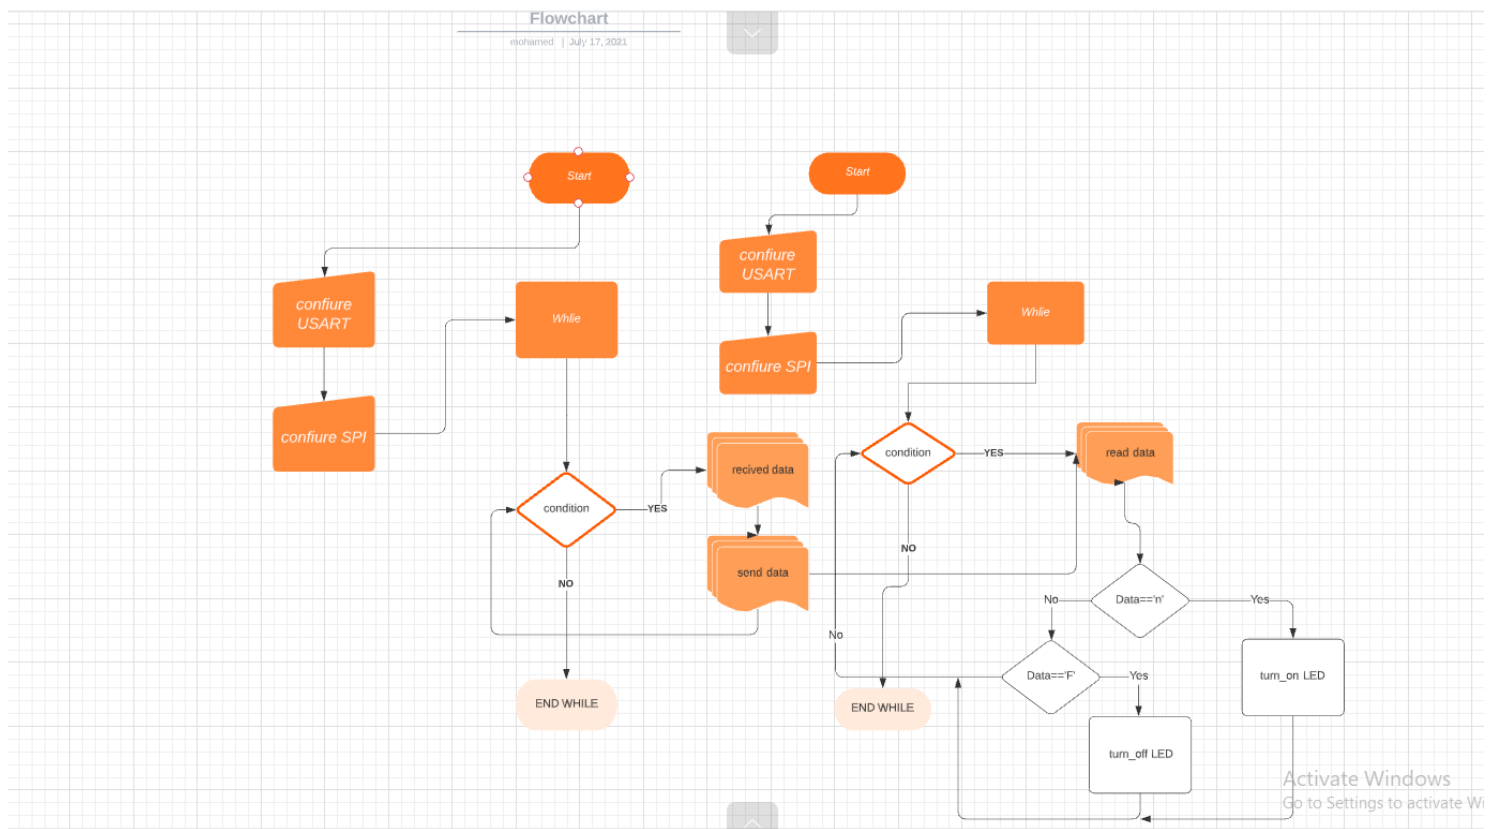 Flowchart
mohamed | July 17, 2021
Start
Start
confiure
USART
confiure
USART
Whlie
Whlie
confiure SPI
confiure SPI
condition
YES
recived data
condition
YES
read data
NO
send data
NO
END WHILE
No
END WHILE
Data=='n'
No
Yes
Data=='F'
Yes
turn_on LED
turn_off LED
Activate Windows
Go to Settings to activate Wi